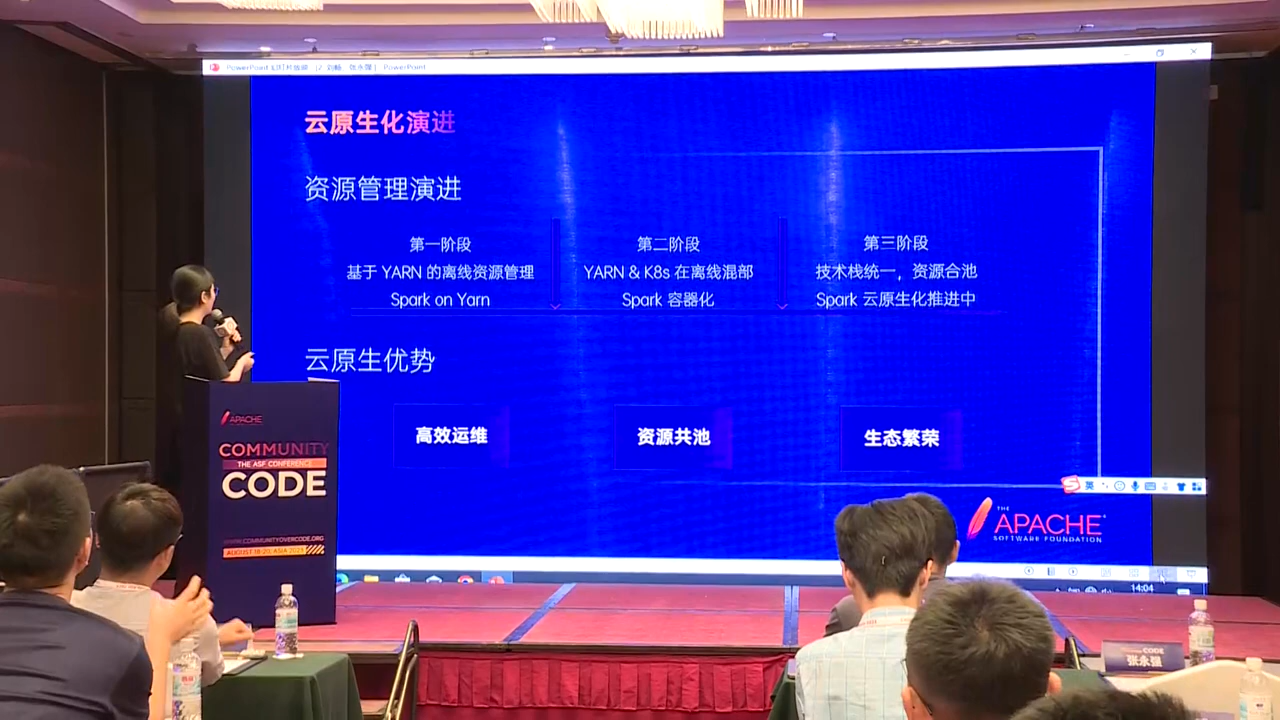 PowerPoint
云原生化演进
资源管理演进
第一阶段
基于 YARN 的离线资源管理
Spark on Yarn
第二阶段
YARN & K8s 在离线混部
Spark 容器化
第三阶段
技术栈统一，资源合池
Spark 云原生化推进中
云原生优势
高效运维
资源共池
生态繁荣
英
THE
APACHE
SOFTWARE FOUNDATION
14:04
APACHE
COMMUNITY
THE ASF CONFERENCE
CODE
WWW.COMMUNITYOVERCODE.ORG
AUGUST 18-20, ASIA 2023
CODE
张永强